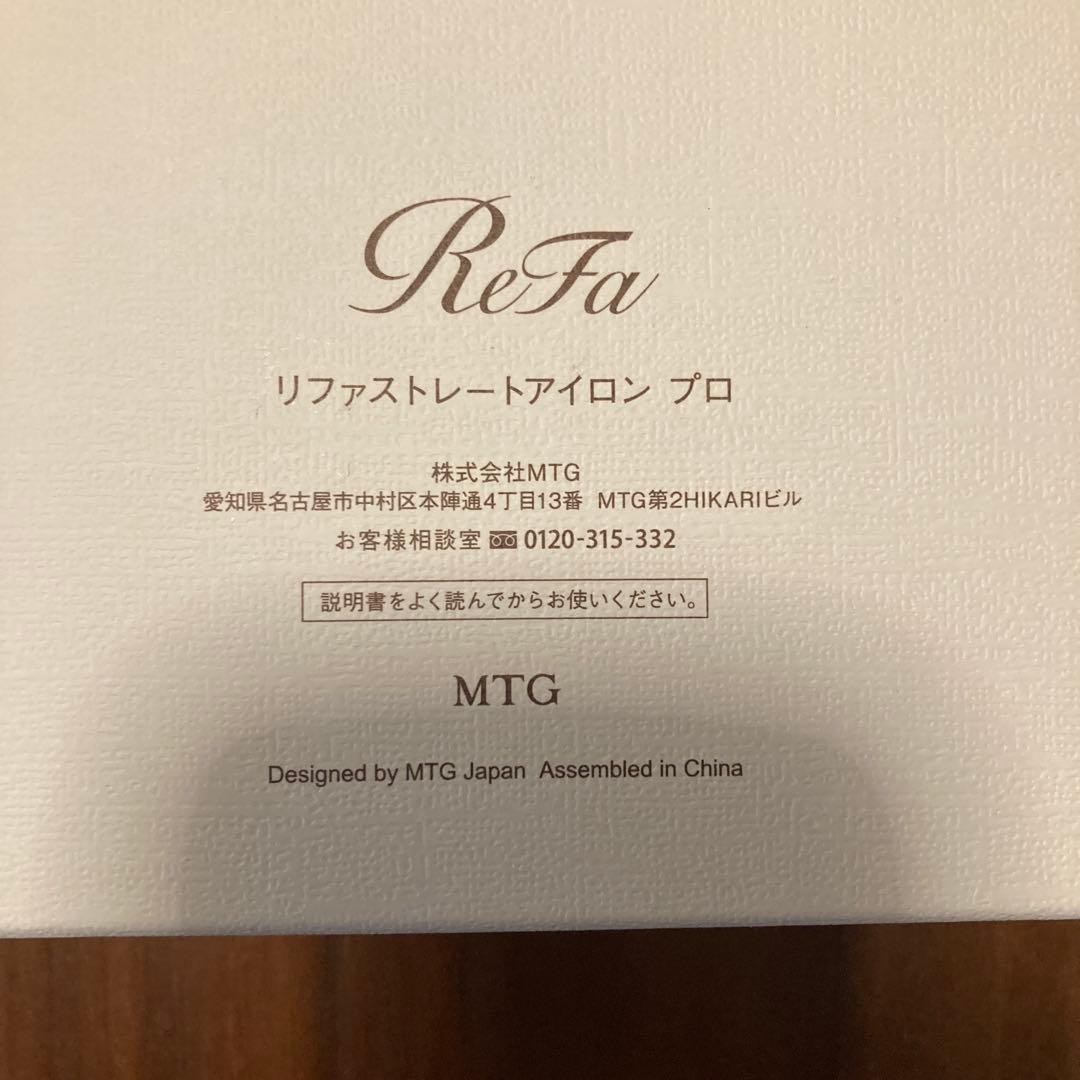 ReFa
リファストレートアイロン プロ
株式会社MTG
愛知県名古屋市中村区本陣通4丁目13番 MTG第2HIKARIビル
お客様相談室 0120-315-332
説明書をよく読んでからお使いください。
MTG
Designed by MTG Japan Assembled in China